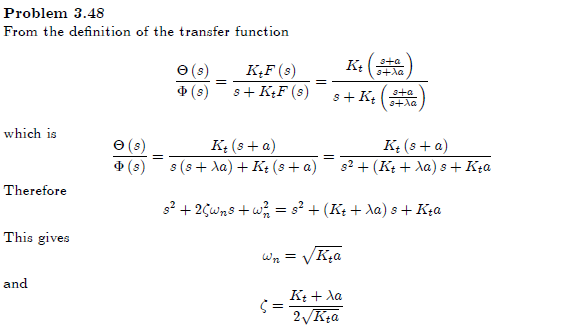 Problem 3.48
From the definition of the transfer function
Θ(s)/Φ(s) = K_t F(s) / (s + K_t F(s)) = K_t ((s+a)/(s+λa)) / (s + K_t ((s+a)/(s+λa)))
which is
Θ(s)/Φ(s) = K_t (s + a) / (s (s + λa) + K_t (s + a)) = K_t (s + a) / (s² + (K_t + λa) s + K_t a)
Therefore
s² + 2ζω_n s + ω_n² = s² + (K_t + λa) s + K_t a
This gives
ω_n = √(K_t a)
and
ζ = (K_t + λa) / (2√(K_t a))